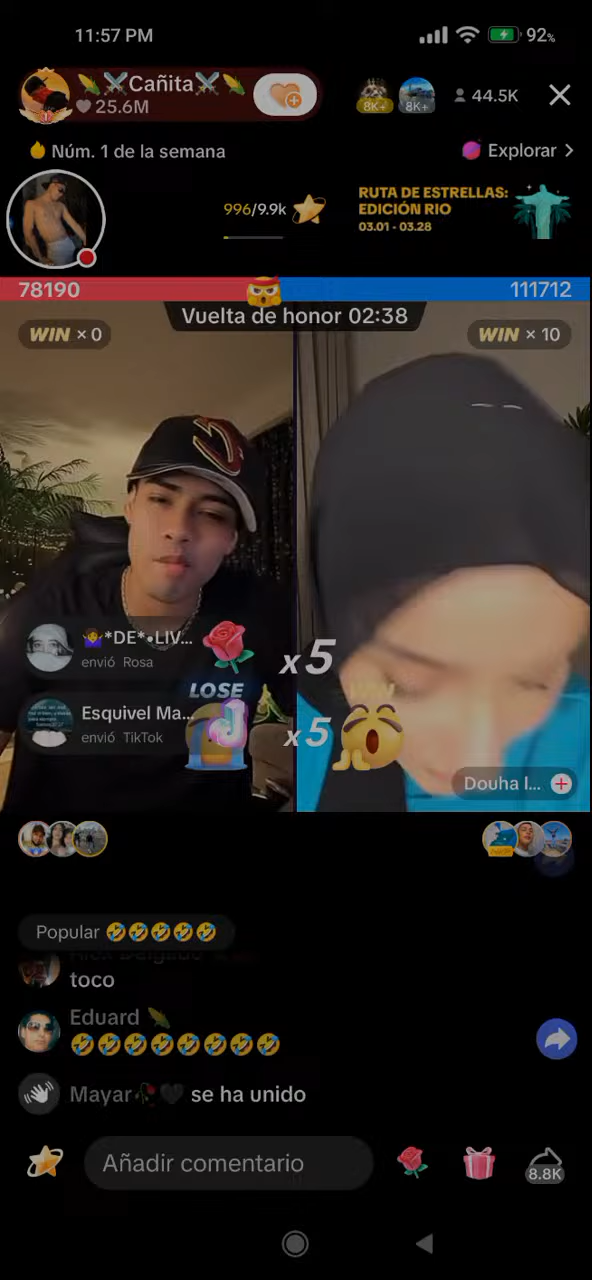 11:57 PM
92%
🌽⚔️Cañita⚔️🌽
25.6M
8K+
8K+
44.5K
Núm. 1 de la semana
Explorar
996/9.9k
RUTA DE ESTRELLAS:
EDICIÓN RIO
03.01 - 03.28
78190
111712
Vuelta de honor 02:38
WIN × 0
WIN × 10
🤷‍♀️*DE*•LIV...
envió Rosa
x5
LOSE
WIN
Esquivel Ma...
envió TikTok
x5
Douha l...
Popular 🤣🤣🤣🤣🤣
toco
Eduard 🌽
🤣🤣🤣🤣🤣🤣🤣🤣
Mayar🥀🖤 se ha unido
Añadir comentario
8.8K